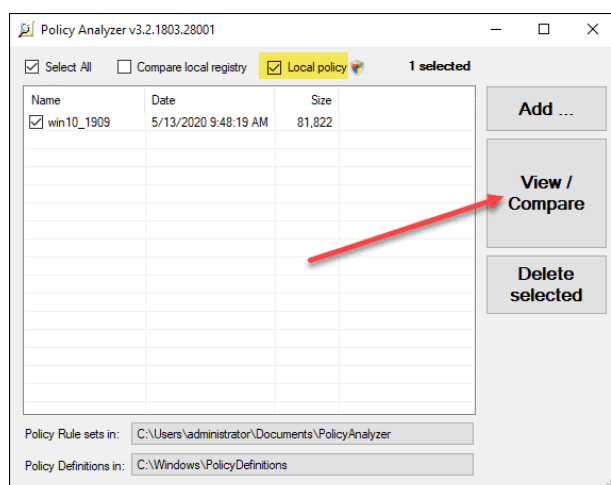 Policy Analyzer v3.2.1803.28001
Select All Compare local registry Local policy 1 selected
Name Date Size
win10_1909 5/13/2020 9:48:19 AM 81,822
Add ...
View /
Compare
Delete
selected
Policy Rule sets in: C:\Users\administrator\Documents\PolicyAnalyzer
Policy Definitions in: C:\Windows\PolicyDefinitions